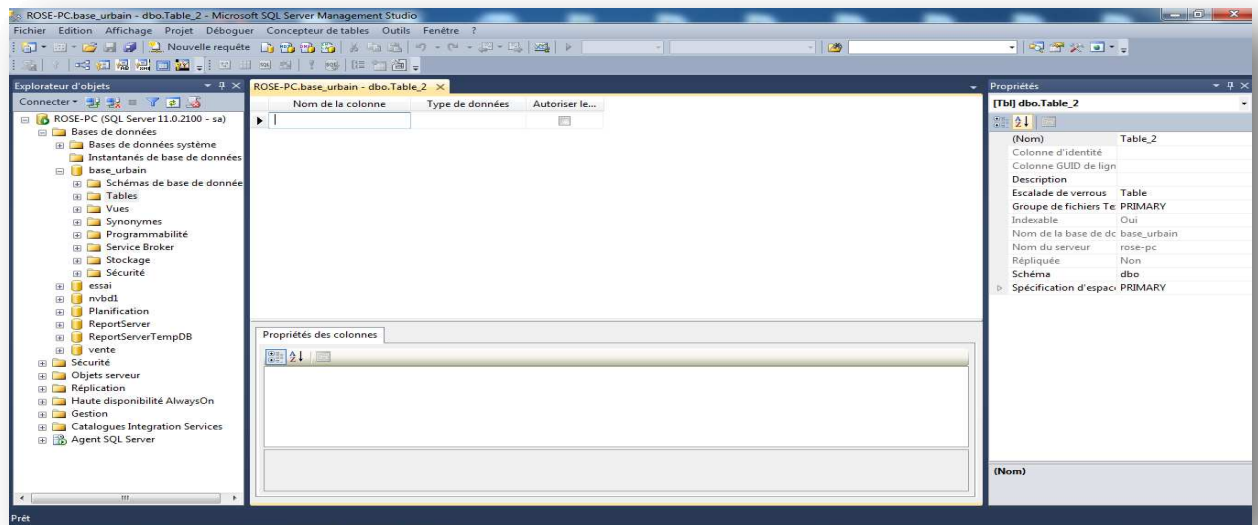 ROSE-PC.base_urbain - dbo.Table_2 - Microsoft SQL Server Management Studio
Fichier Edition Affichage Projet Déboguer Concepteur de tables Outils Fenêtre ?
Nouvelle requête
Explorateur d'objets
Connecter
ROSE-PC (SQL Server 11.0.2100 - sa)
Bases de données
Bases de données système
Instantanés de base de données
base_urbain
Schémas de base de donnée
Tables
Vues
Synonymes
Programmabilité
Service Broker
Stockage
Sécurité
essai
nvbd1
Planification
ReportServer
ReportServerTempDB
vente
Sécurité
Objets serveur
Réplication
Haute disponibilité AlwaysOn
Gestion
Catalogues Integration Services
Agent SQL Server
ROSE-PC.base_urbain - dbo.Table_2
Nom de la colonne Type de données Autoriser le...
Propriétés des colonnes
Propriétés
[Tbl] dbo.Table_2
(Nom) Table_2
Colonne d'identité
Colonne GUID de lign
Description
Escalade de verrous Table
Groupe de fichiers Te PRIMARY
Indexable Oui
Nom de la base de dc base_urbain
Nom du serveur rose-pc
Répliquée Non
Schéma dbo
Spécification d'espac PRIMARY
(Nom)
Prêt